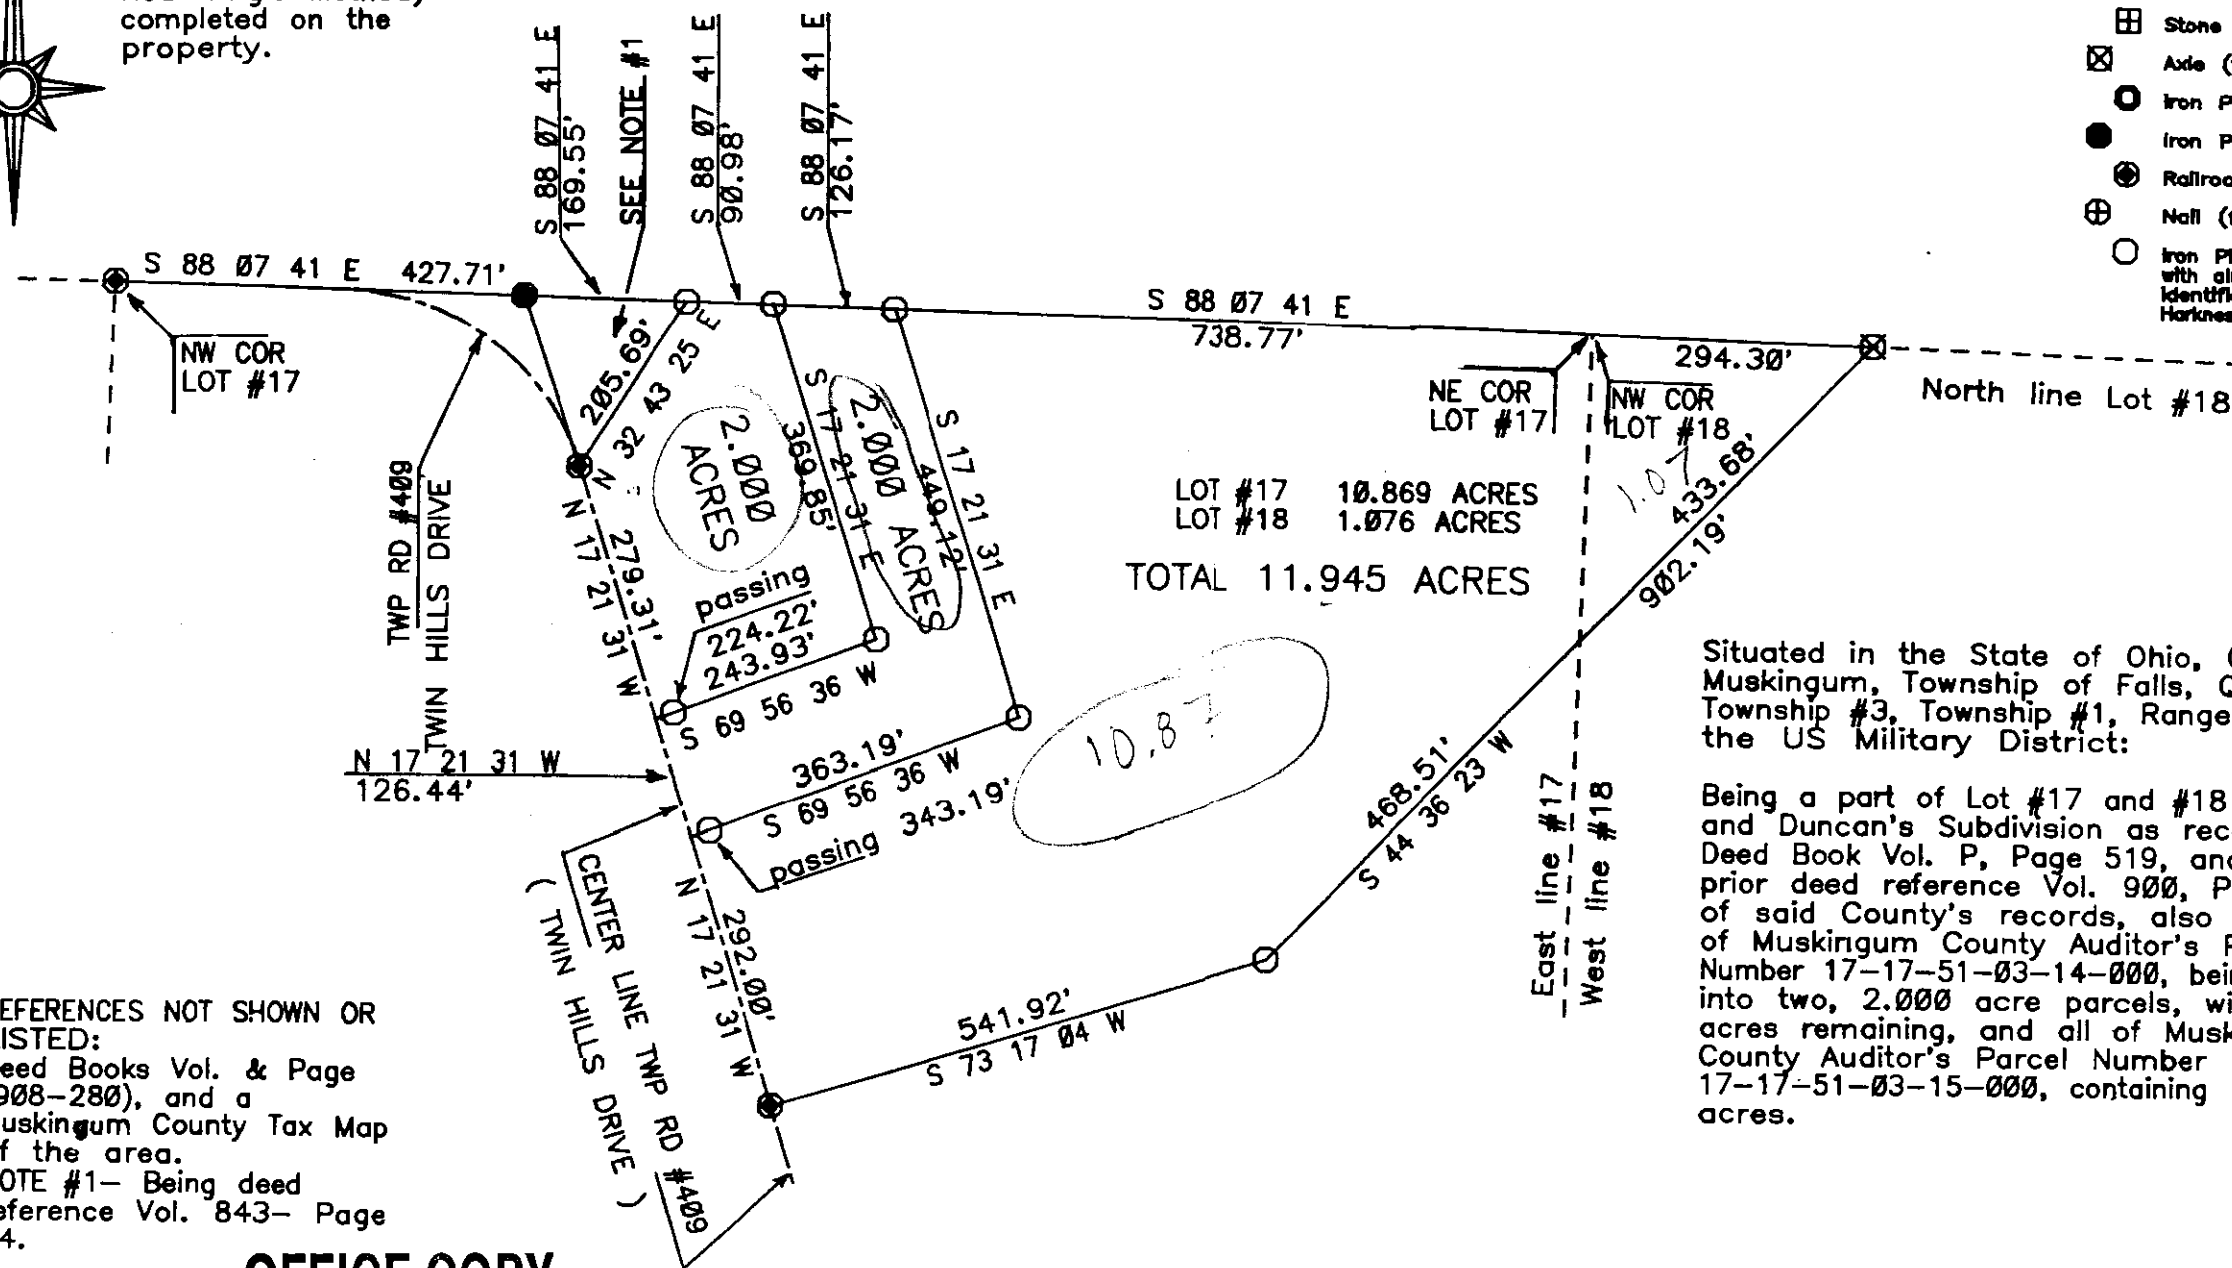 completed on the
property.
S 88 07 41 E
169.55'
SEE NOTE #1
S 88 07 41 E
90.98'
S 88 07 41 E
126.17'
Stone
Axle
Iron
Iron
Nail
Iron
with
S 88 07 41 E 427.71'
NW COR
LOT #17
TWP RD #409
TWIN HILLS DRIVE
205.69'
N 32 43 25 E
2.000
ACRES
S 17 21 31 E
369.85'
2.000 ACRES
S 17 21 31 E
449.12'
S 88 07 41 E
738.77'
294.30'
NE COR
LOT #17
NW COR
LOT #18
North line Lot #18
1.07
433.68'
902.19'
LOT #17 10.869 ACRES
LOT #18 1.076 ACRES
TOTAL 11.945 ACRES
N 17 21 31 W
279.31'
passing
224.22'
243.93'
S 69 56 36 W
N 17 21 31 W
126.44'
363.19'
S 69 56 36 W
passing 343.19'
10.87
468.51'
S 44 36 23 W
East line #17
West line #18
CENTER LINE TWP RD #409
( TWIN HILLS DRIVE )
292.00'
N 17 21 31 W
541.92'
S 73 17 04 W
Situated in the State of Ohio,
Muskingum, Township of Falls,
Township #3, Township #1, Range
the US Military District:
Being a part of Lot #17 and #18
and Duncan's Subdivision as
Deed Book Vol. P, Page 519,
prior deed reference Vol. 900,
of said County's records, also
of Muskingum County Auditor's
Number 17-17-51-03-14-000,
into two, 2.000 acre parcels,
acres remaining, and all of
County Auditor's Parcel Number
17-17-51-03-15-000, containing
acres.
EFERENCES NOT SHOWN OR
ISTED:
eed Books Vol. & Page
908-280), and a
uskingum County Tax Map
f the area.
OTE #1- Being deed
eference Vol. 843- Page
4.
OFFICE COPY